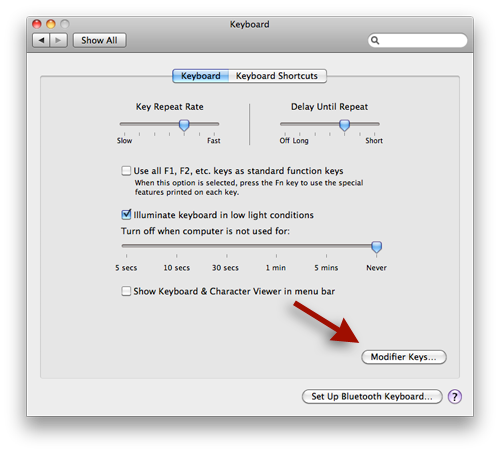 Keyboard
Show All
Keyboard Keyboard Shortcuts
Key Repeat Rate Delay Until Repeat
Slow Fast Off Long Short
Use all F1, F2, etc. keys as standard function keys
When this option is selected, press the Fn key to use the special
features printed on each key.
Illuminate keyboard in low light conditions
Turn off when computer is not used for:
5 secs 10 secs 30 secs 1 min 5 mins Never
Show Keyboard & Character Viewer in menu bar
Modifier Keys...
Set Up Bluetooth Keyboard... ?